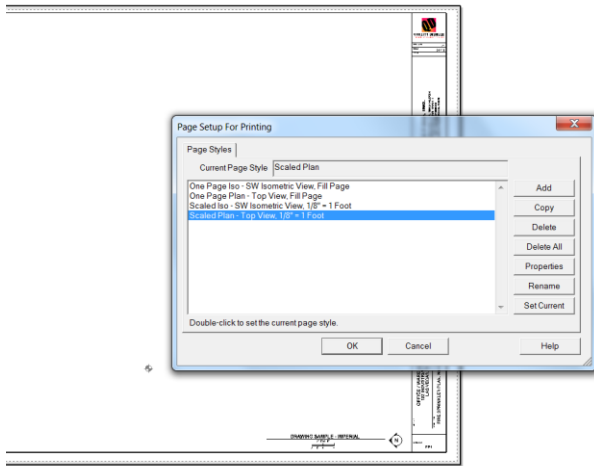 Page Setup For Printing
X
Page Styles
Current Page Style Scaled Plan
One Page Iso - SW Isometric View, Fill Page
One Page Plan - Top View, Fill Page
Scaled Iso - SW Isometric View, 1/8" = 1 Foot
Scaled Plan - Top View, 1/8" = 1 Foot
Add
Copy
Delete
Delete All
Properties
Rename
Set Current
Double-click to set the current page style.
OK
Cancel
Help
DRAWING SAMPLE - IMPERIAL
N